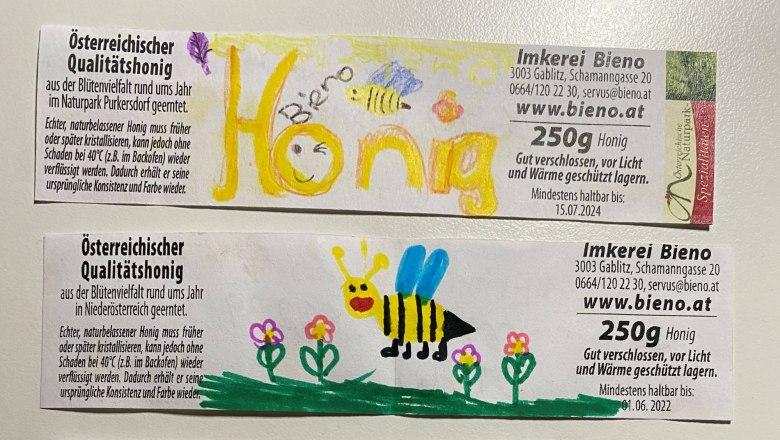 Österreichischer
Qualitätshonig
aus der Blütenvielfalt rund ums Jahr
im Naturpark Purkersdorf geerntet.
Echter, naturbelassener Honig muss früher
oder später kristallisieren, kann jedoch ohne
Schaden bei 40°C (z.B. im Backofen) wieder
verflüssigt werden. Dadurch erhält er seine
ursprüngliche Konsistenz und Farbe wieder.
Bieno
Honig
Imkerei Bieno
3003 Gablitz, Schamanngasse 20
0664/120 22 30, servus@bieno.at
www.bieno.at
250g Honig
Gut verschlossen, vor Licht
und Wärme geschützt lagern.
Mindestens haltbar bis:
15.07.2024
Österreichische
Naturpark-
Spezialitäten
Österreichischer
Qualitätshonig
aus der Blütenvielfalt rund ums Jahr
in Niederösterreich geerntet.
Echter, naturbelassener Honig muss früher
oder später kristallisieren, kann jedoch ohne
Schaden bei 40°C (z.B. im Backofen) wieder
verflüssigt werden. Dadurch erhält er seine
ursprüngliche Konsistenz und Farbe wieder.
Imkerei Bieno
3003 Gablitz, Schamanngasse 20
0664/120 22 30, servus@bieno.at
www.bieno.at
250g Honig
Gut verschlossen, vor Licht
und Wärme geschützt lagern.
Mindestens haltbar bis:
01.06. 2022